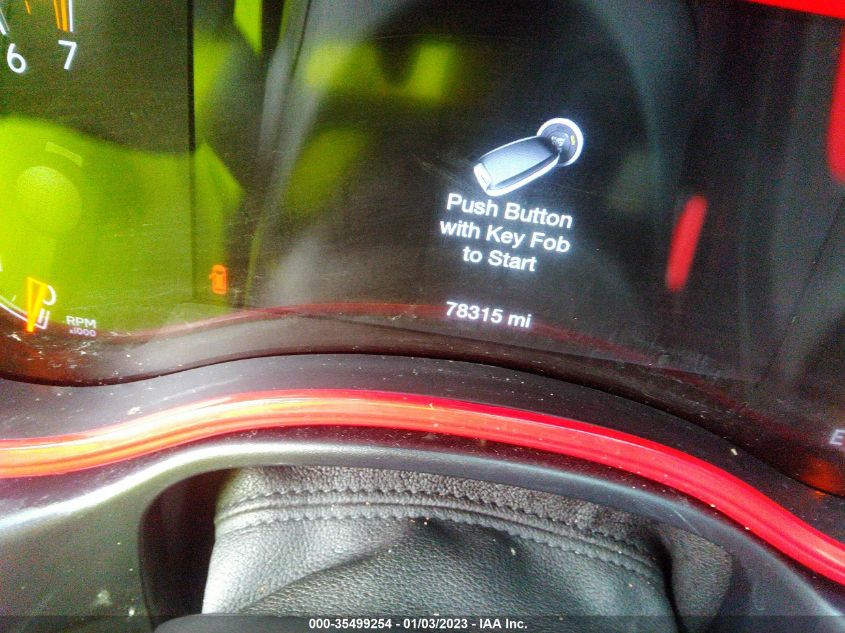 6 7
Push Button
with Key Fob
to Start
0
RPM
x1000
78315 mi
E
000-35499254 - 01/03/2023 - IAA Inc.